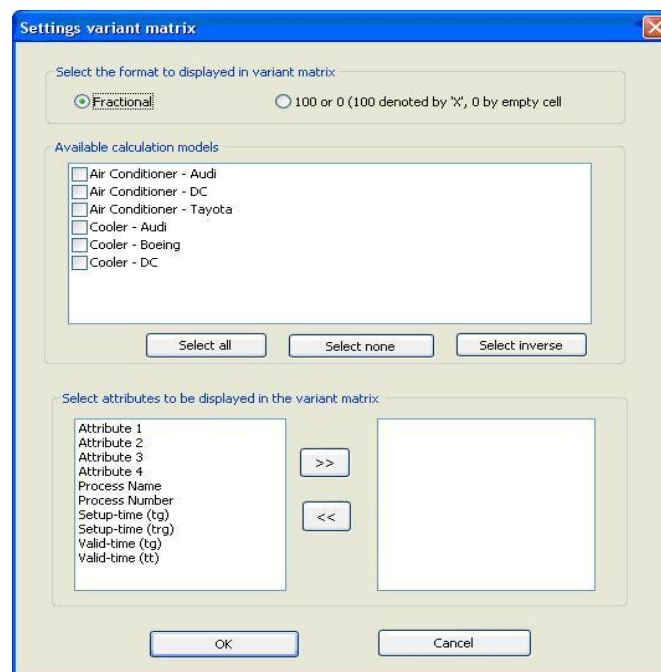 Settings variant matrix
Select the format to displayed in variant matrix
Fractional
100 or 0 (100 denoted by 'X', 0 by empty cell
Available calculation models
Air Conditioner - Audi
Air Conditioner - DC
Air Conditioner - Tayota
Cooler - Audi
Cooler - Boeing
Cooler - DC
Select all
Select none
Select inverse
Select attributes to be displayed in the variant matrix
Attribute 1
Attribute 2
Attribute 3
Attribute 4
Process Name
Process Number
Setup-time (tg)
Setup-time (trg)
Valid-time (tg)
Valid-time (tt)
>>
<<
OK
Cancel